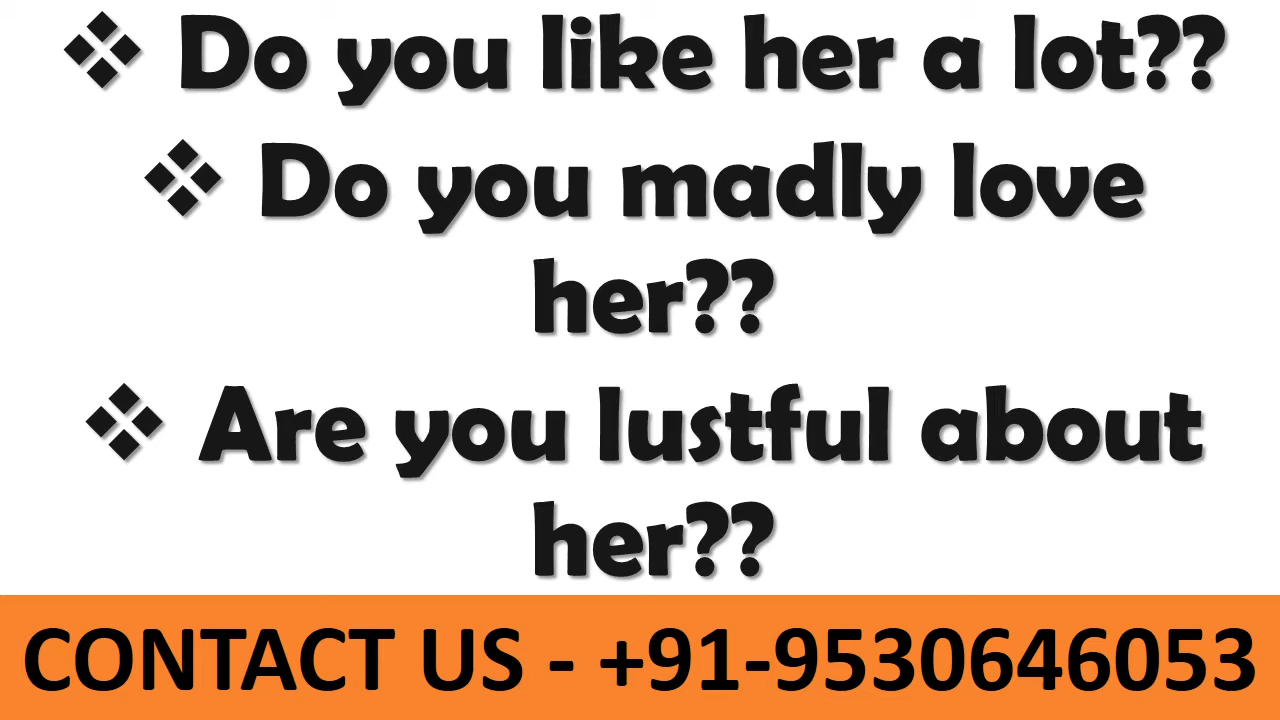 ❖ Do you like her a lot??
❖ Do you madly love
her??
❖ Are you lustful about
her??
CONTACT US - +91-9530646053